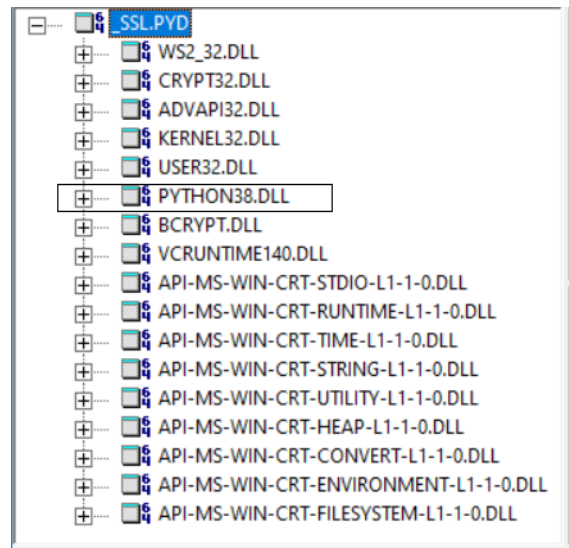 _SSL.PYD
WS2_32.DLL
CRYPT32.DLL
ADVAPI32.DLL
KERNEL32.DLL
USER32.DLL
PYTHON38.DLL
BCRYPT.DLL
VCRUNTIME140.DLL
API-MS-WIN-CRT-STDIO-L1-1-0.DLL
API-MS-WIN-CRT-RUNTIME-L1-1-0.DLL
API-MS-WIN-CRT-TIME-L1-1-0.DLL
API-MS-WIN-CRT-STRING-L1-1-0.DLL
API-MS-WIN-CRT-UTILITY-L1-1-0.DLL
API-MS-WIN-CRT-HEAP-L1-1-0.DLL
API-MS-WIN-CRT-CONVERT-L1-1-0.DLL
API-MS-WIN-CRT-ENVIRONMENT-L1-1-0.DLL
API-MS-WIN-CRT-FILESYSTEM-L1-1-0.DLL